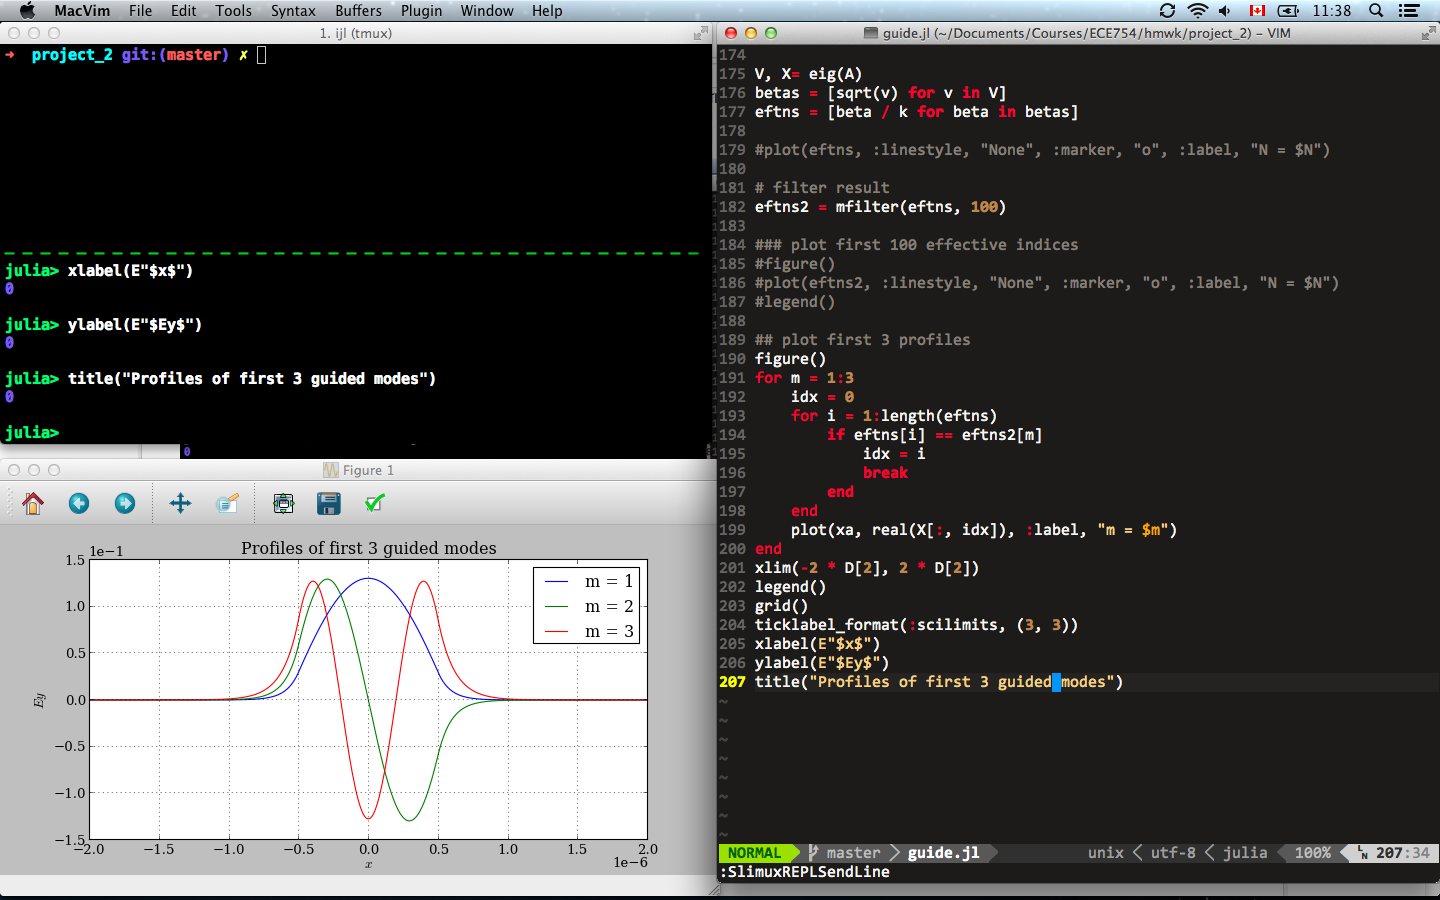 MacVim File Edit Tools Syntax Buffers Plugin Window Help 11:38
1. ijl (tmux)
➜ project_2 git:(master) ✗
julia> xlabel(E"$x$")
0
julia> ylabel(E"$Ey$")
0
julia> title("Profiles of first 3 guided modes")
0
julia>
0
Figure 1
Profiles of first 3 guided modes
1e−1
1.5
1.0
0.5
0.0
−0.5
−1.0
−1.5
Ey
m = 1
m = 2
m = 3
−2.0 −1.5 −1.0 −0.5 0.0 0.5 1.0 1.5 2.0
x
1e−6
guide.jl (~/Documents/Courses/ECE754/hmwk/project_2) – VIM
174
175 V, X= eig(A)
176 betas = [sqrt(v) for v in V]
177 eftns = [beta / k for beta in betas]
178
179 #plot(eftns, :linestyle, "None", :marker, "o", :label, "N = $N")
180
181 # filter result
182 eftns2 = mfilter(eftns, 100)
183
184 ### plot first 100 effective indices
185 #figure()
186 #plot(eftns2, :linestyle, "None", :marker, "o", :label, "N = $N")
187 #legend()
188
189 ## plot first 3 profiles
190 figure()
191 for m = 1:3
192     idx = 0
193     for i = 1:length(eftns)
194         if eftns[i] == eftns2[m]
195             idx = i
196             break
197         end
198     end
199     plot(xa, real(X[:, idx]), :label, "m = $m")
200 end
201 xlim(-2 * D[2], 2 * D[2])
202 legend()
203 grid()
204 ticklabel_format(:scilimits, (3, 3))
205 xlabel(E"$x$")
206 ylabel(E"$Ey$")
207 title("Profiles of first 3 guided modes")
~
~
~
~
~
~
~
~
NORMAL master guide.jl unix < utf-8 < julia 100% LN 207:34
:SlimuxREPLSendLine